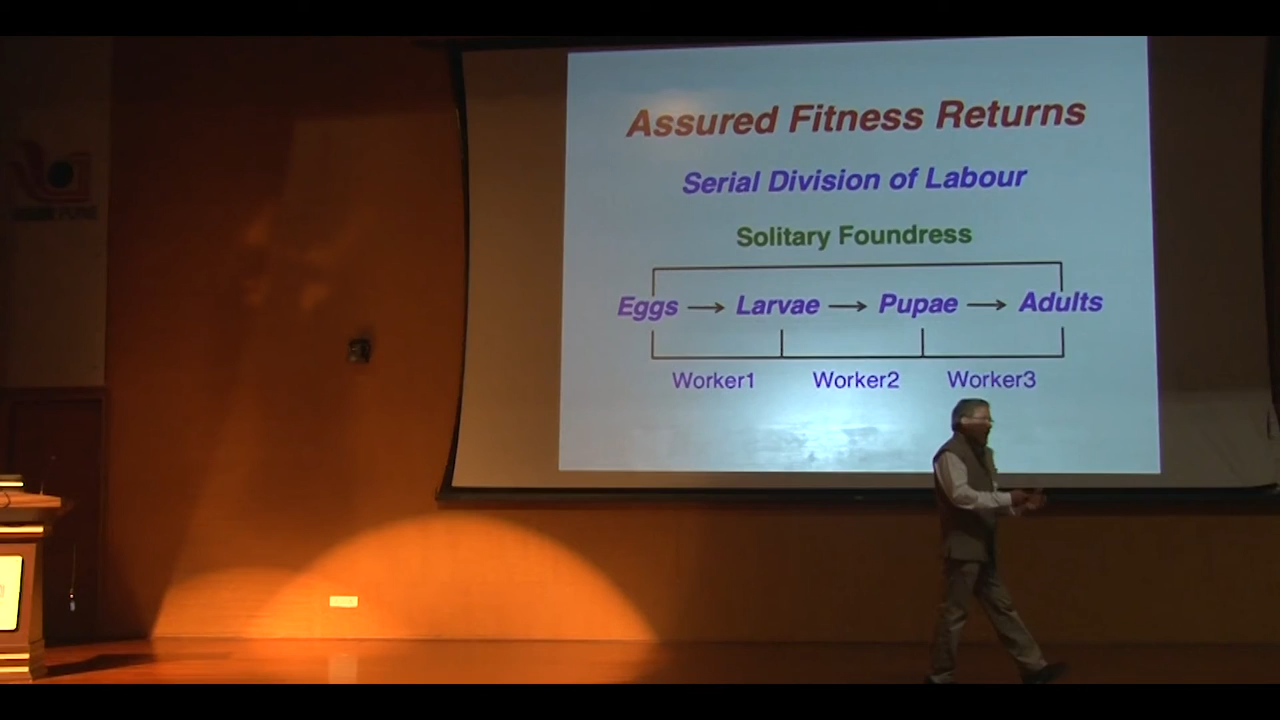 Assured Fitness Returns
Serial Division of Labour
Solitary Foundress
Eggs → Larvae → Pupae → Adults
Worker1 Worker2 Worker3